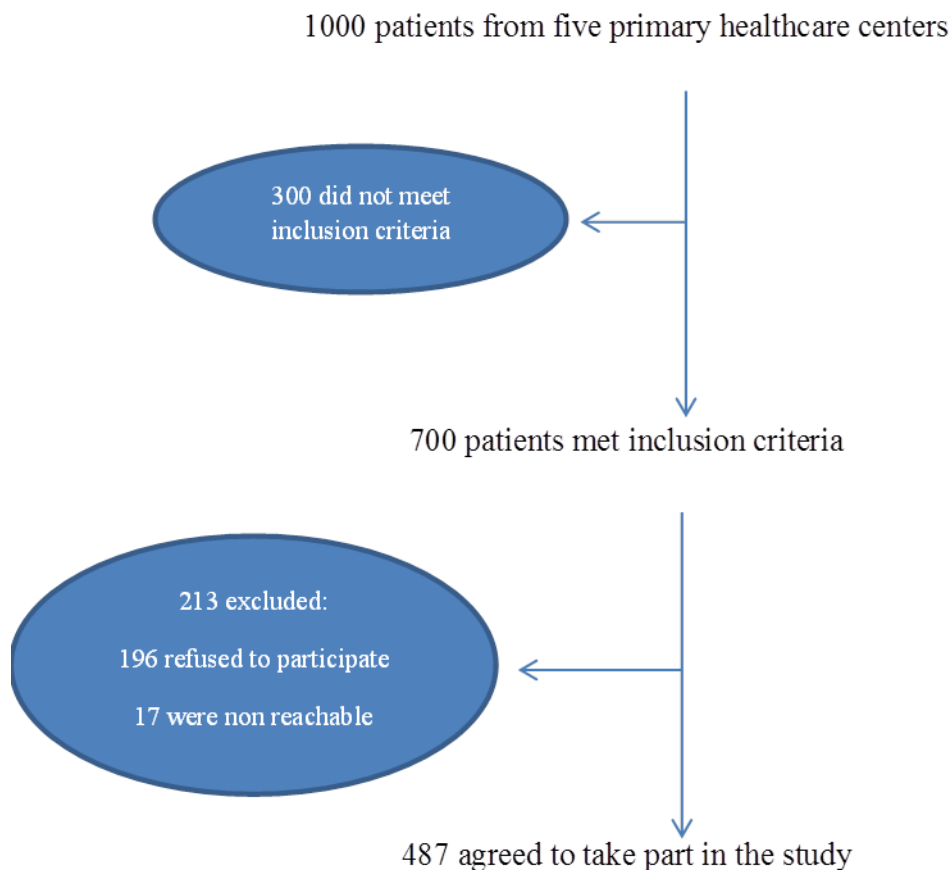 1000 patients from five primary healthcare centers
300 did not meet
inclusion criteria
700 patients met inclusion criteria
213 excluded:
196 refused to participate
17 were non reachable
487 agreed to take part in the study